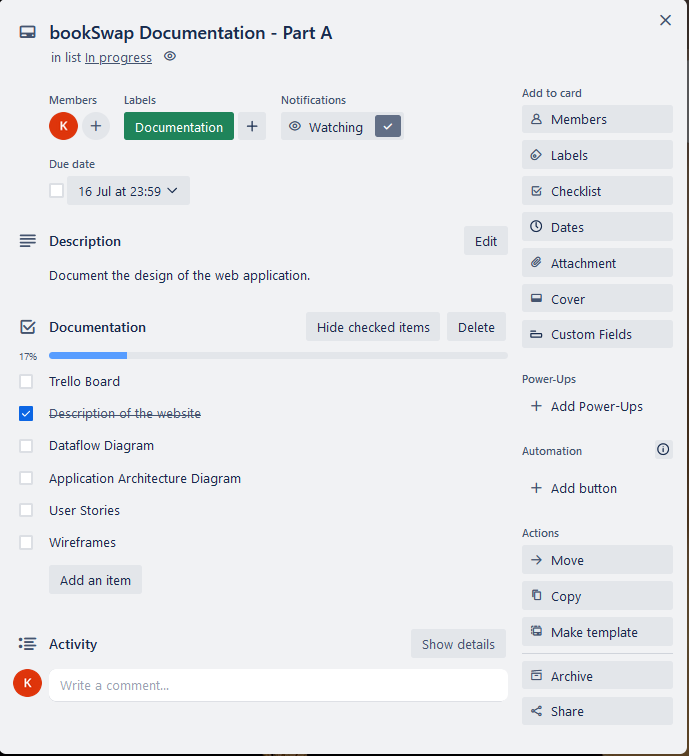 bookSwap Documentation - Part A
in list In progress
Members
Labels
Notifications
K
Documentation
Watching
Due date
16 Jul at 23:59
Description
Edit
Document the design of the web application.
Documentation
Hide checked items
Delete
17%
Trello Board
Description of the website
Dataflow Diagram
Application Architecture Diagram
User Stories
Wireframes
Add an item
Activity
Show details
K
Write a comment...
Add to card
Members
Labels
Checklist
Dates
Attachment
Cover
Custom Fields
Power-Ups
Add Power-Ups
Automation
Add button
Actions
Move
Copy
Make template
Archive
Share